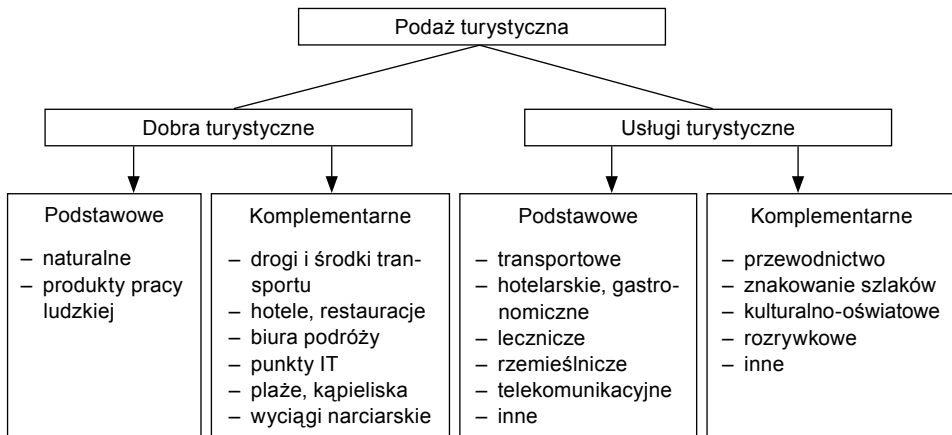 Podaż turystyczna
Dobra turystyczne
Usługi turystyczne
Podstawowe
– naturalne
– produkty pracy
ludzkiej
Komplementarne
– drogi i środki tran-
sportu
– hotele, restauracje
– biura podróży
– punkty IT
– plaże, kąpieliska
– wyciągi narciarskie
Podstawowe
– transportowe
– hotelarskie, gastro-
nomiczne
– lecznicze
– rzemieślnicze
– telekomunikacyjne
– inne
Komplementarne
– przewodnictwo
– znakowanie szlaków
– kulturalno-oświatowe
– rozrywkowe
– inne